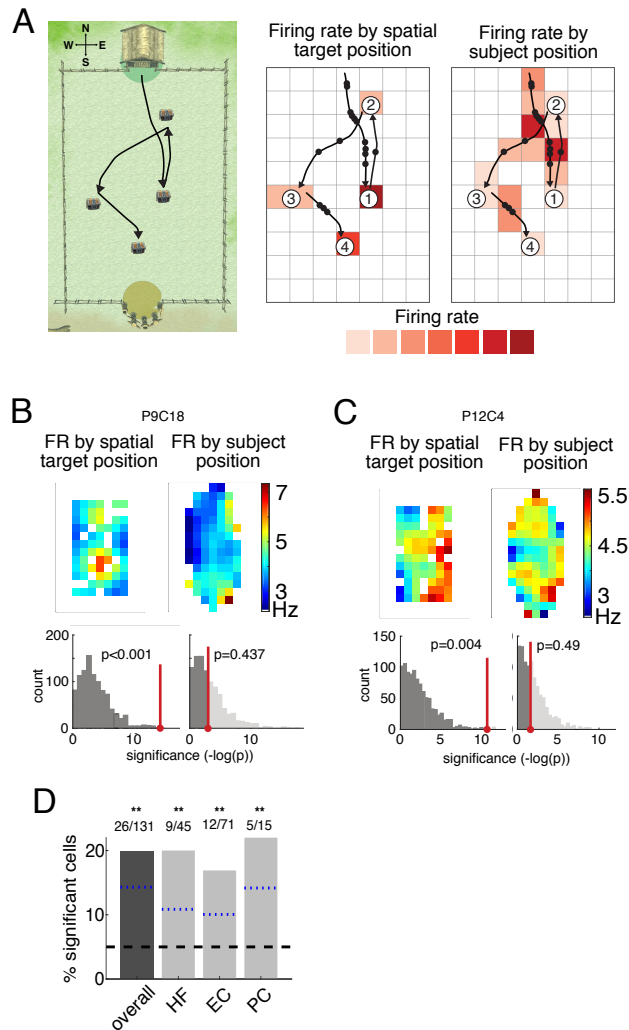 A
N
W E
S
Firing rate by spatial
target position
Firing rate by
subject position
2
3
1
4
2
3
1
4
Firing rate
B
P9C18
FR by spatial
target position
FR by subject
position
7
5
3
Hz
200
100
0
count
p<0.001
p=0.437
0 10
0 10
significance (-log(p))
C
P12C4
FR by spatial
target position
FR by subject
position
5.5
4.5
3
Hz
150
100
50
0
count
p=0.004
p=0.49
0 5 10
0 5 10
significance (-log(p))
D
** ** ** **
26/131 9/45 12/71 5/15
20
10
0
% significant cells
overall
HF
EC
PC